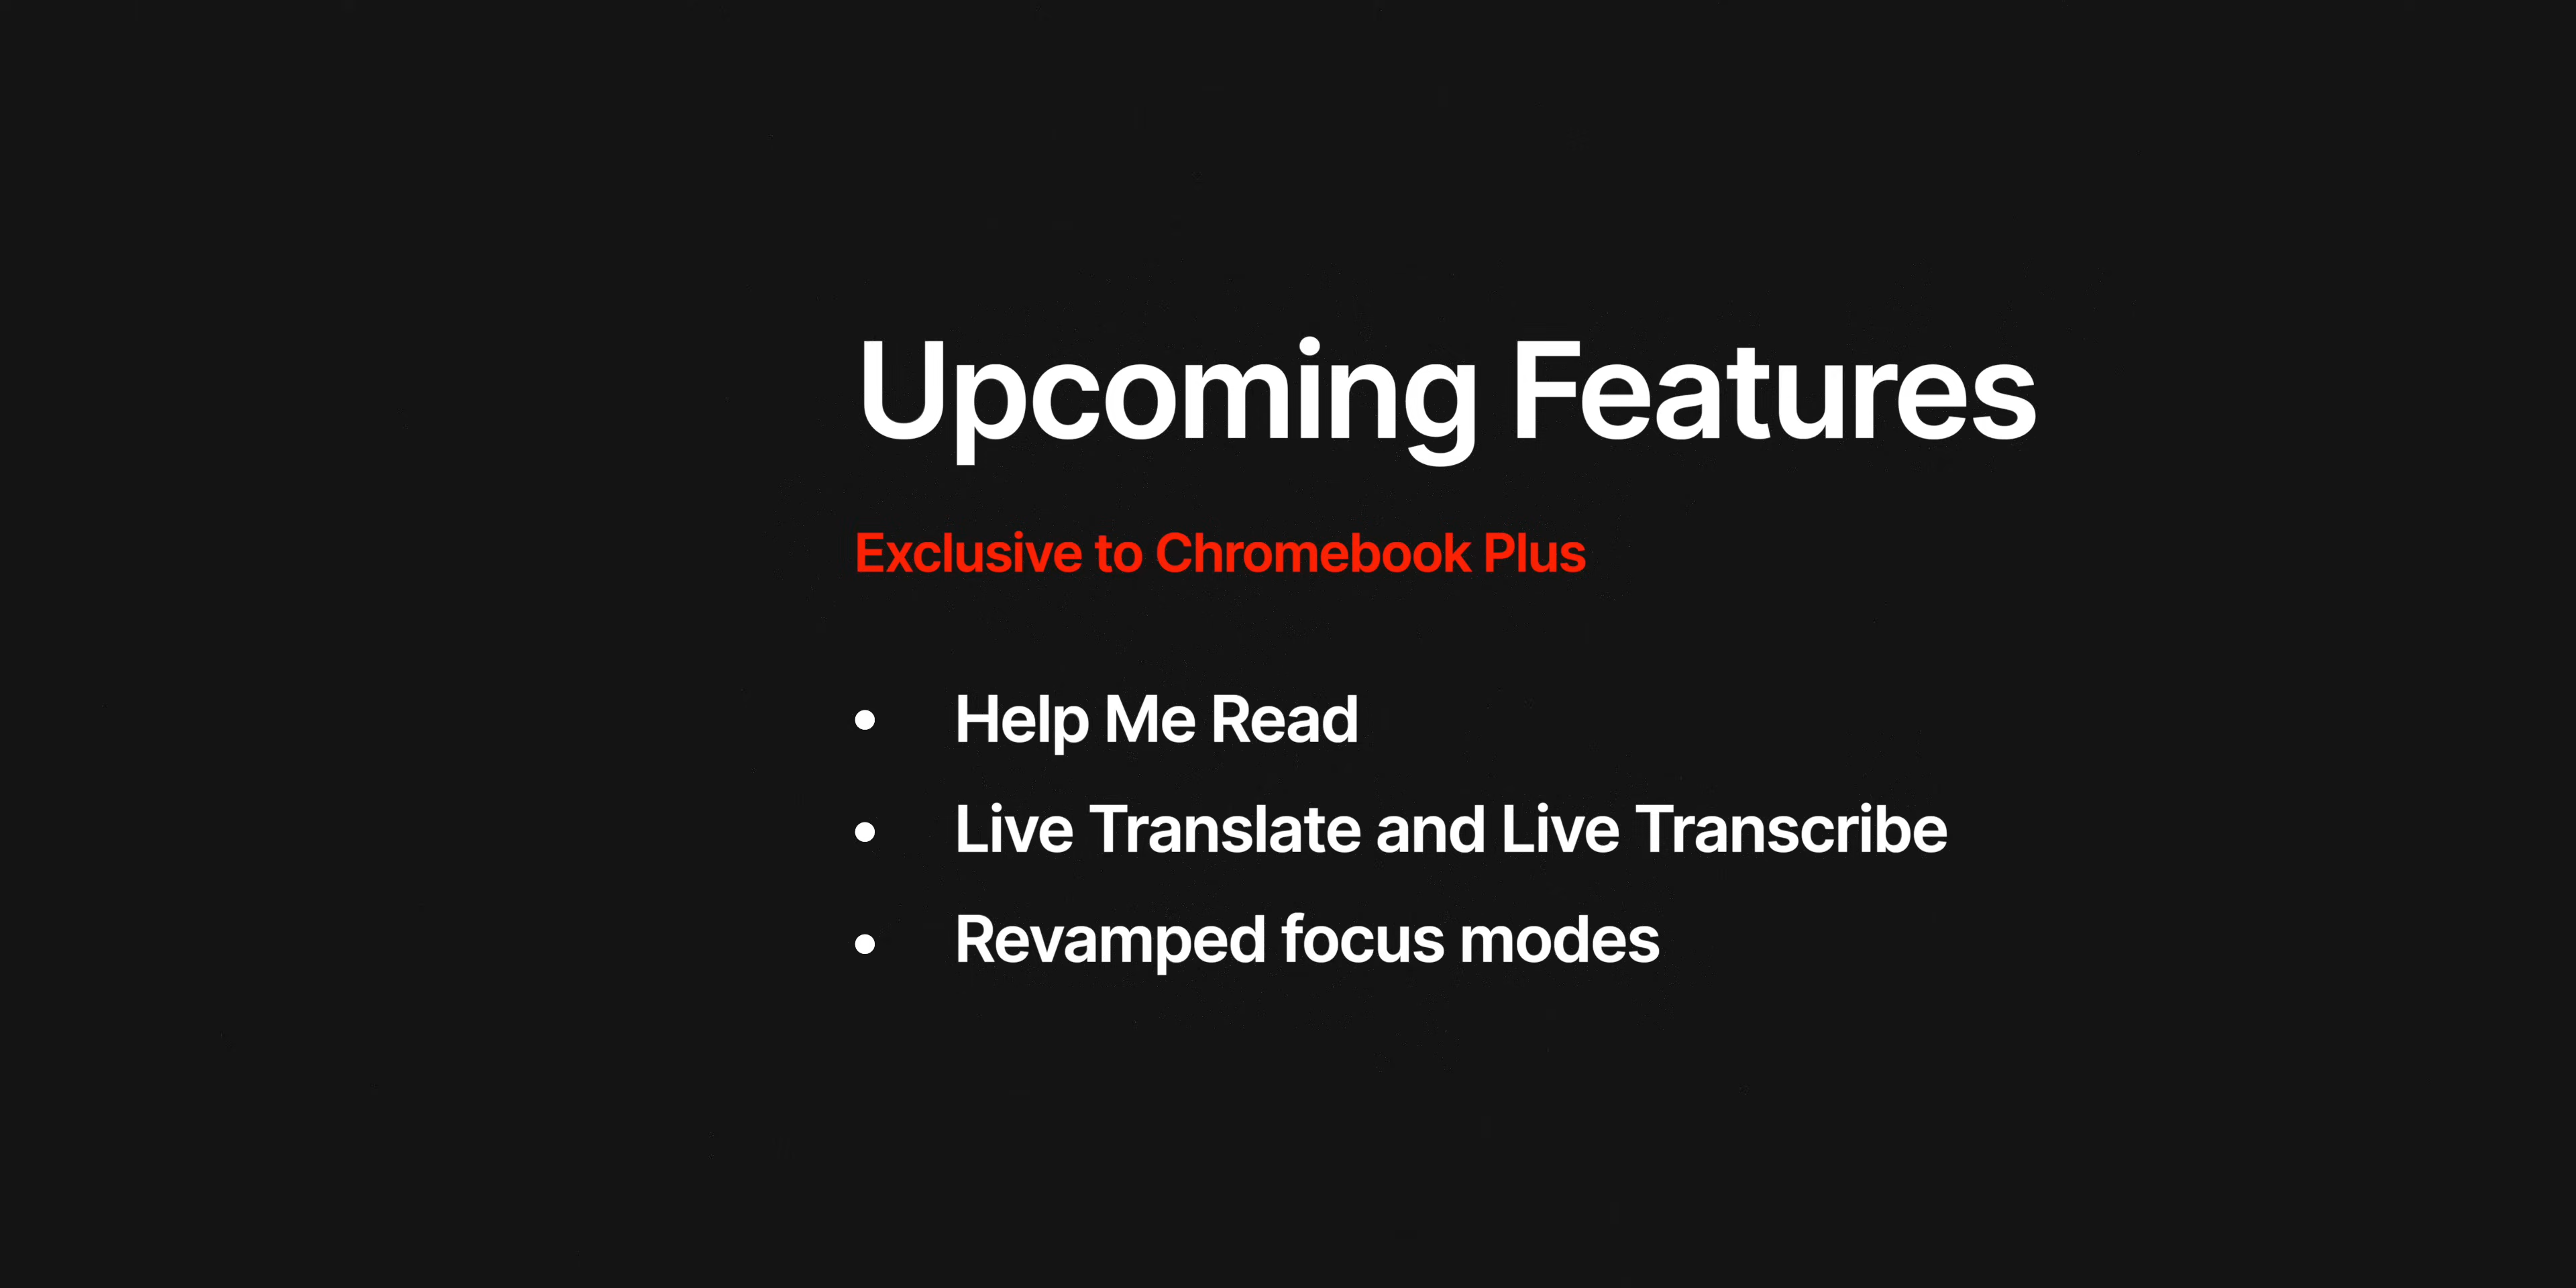 Upcoming Features
Exclusive to Chromebook Plus
• Help Me Read
• Live Translate and Live Transcribe
• Revamped focus modes